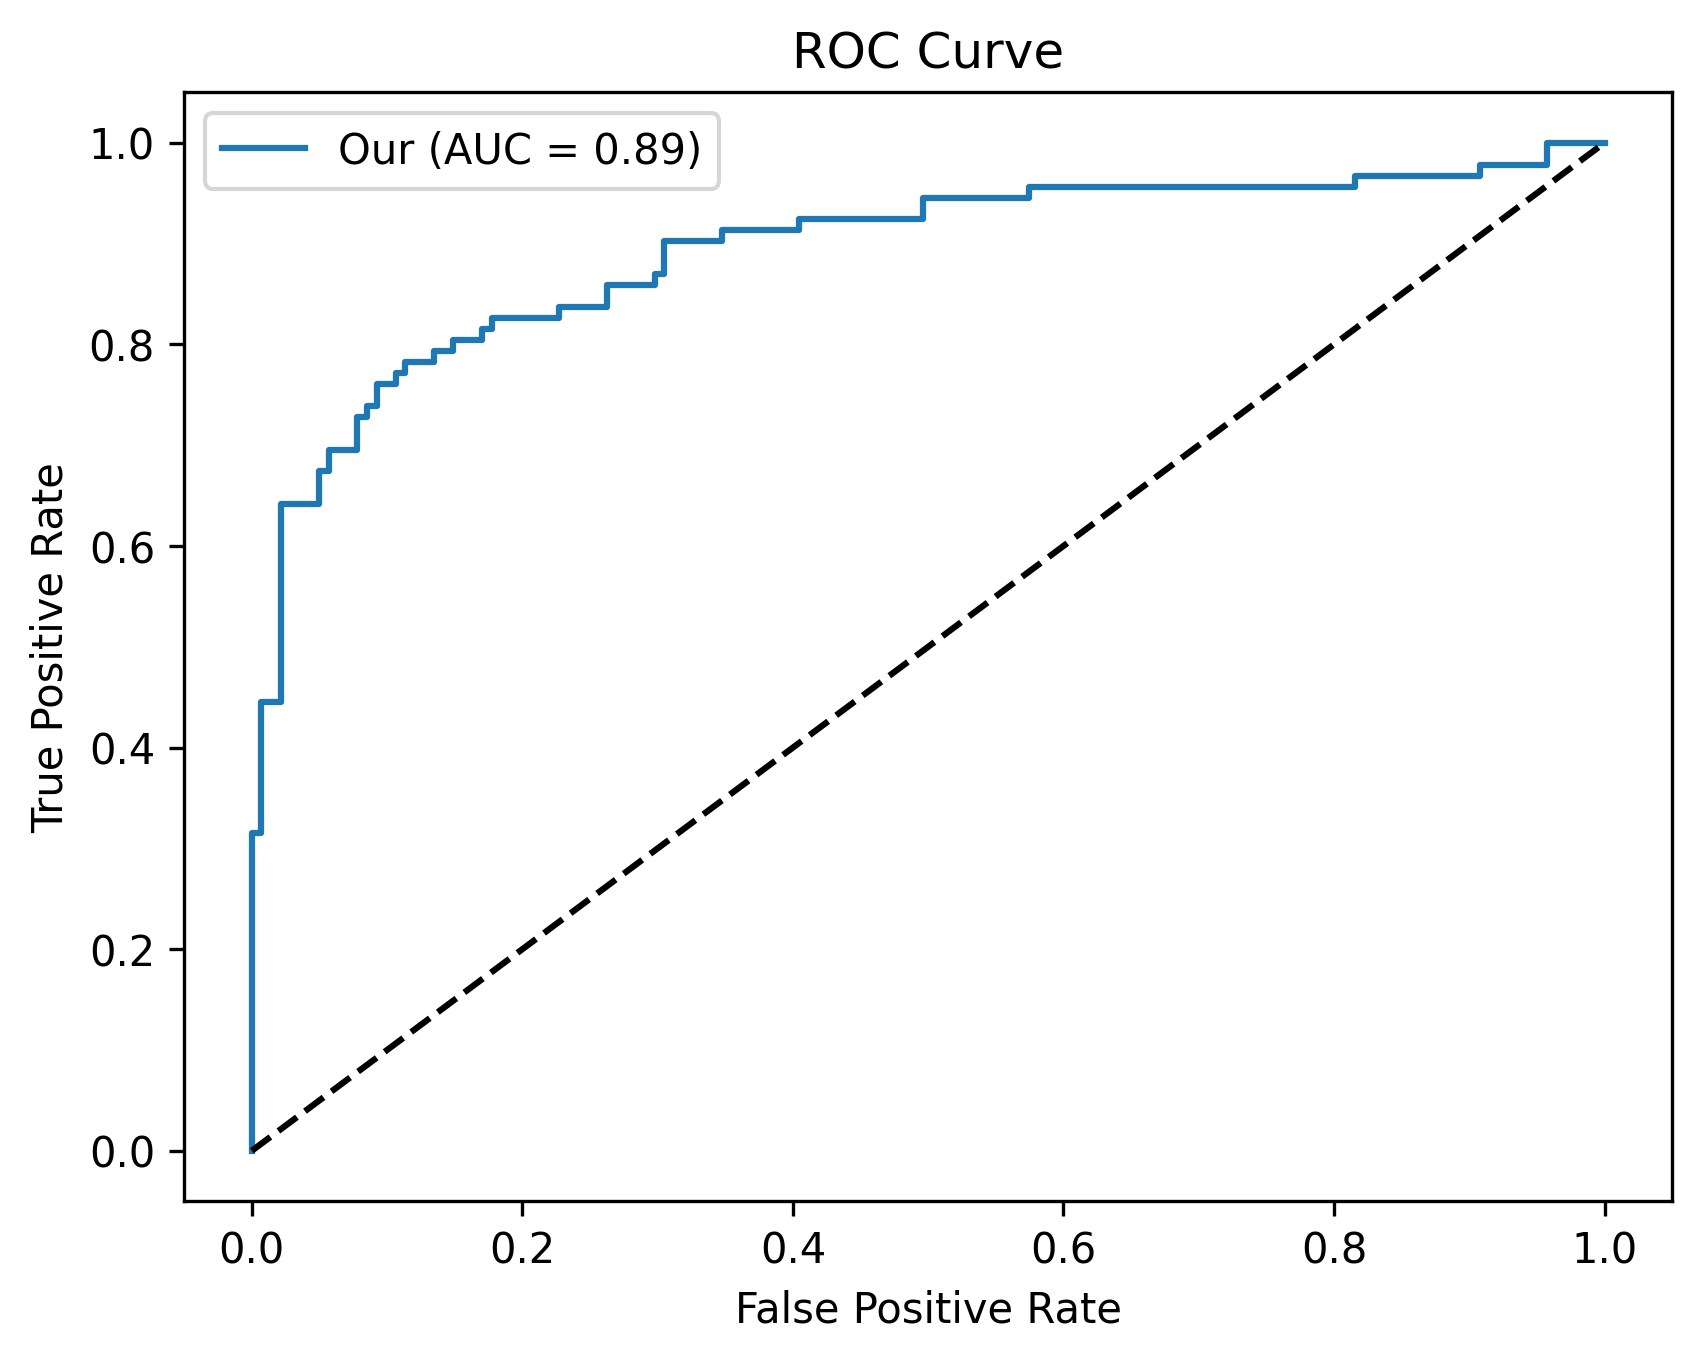 ROC Curve
Our (AUC = 0.89)
1.0
0.8
0.6
0.4
0.2
0.0
True Positive Rate
0.0 0.2 0.4 0.6 0.8 1.0
False Positive Rate